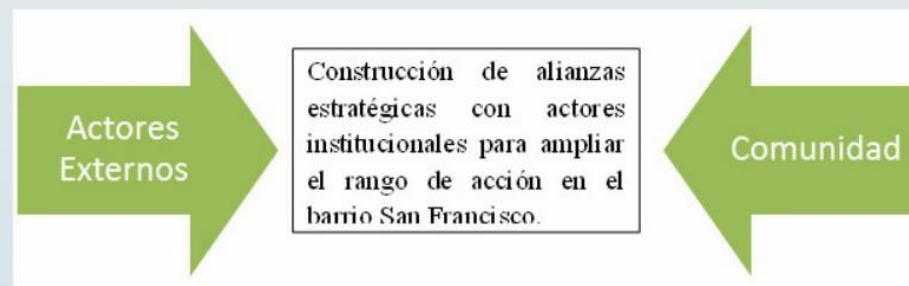 Actores
Externos
Construcción de alianzas
estratégicas con actores
institucionales para ampliar
el rango de acción en el
barrio San Francisco.
Comunidad